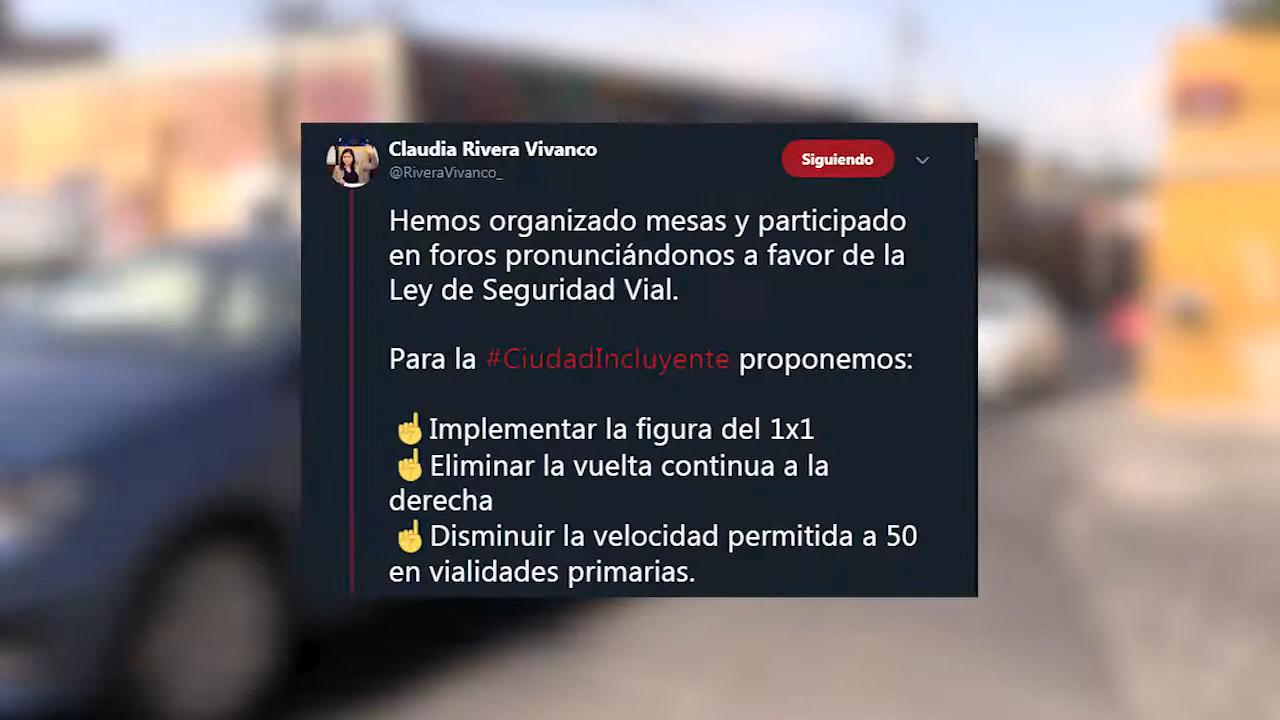 Claudia Rivera Vivanco
Siguiendo
@RiveraVivanco_
Hemos organizado mesas y participado
en foros pronunciándonos a favor de la
Ley de Seguridad Vial.
Para la #CiudadIncluyente proponemos:
☝Implementar la figura del 1x1
☝Eliminar la vuelta continua a la
derecha
☝Disminuir la velocidad permitida a 50
en vialidades primarias.